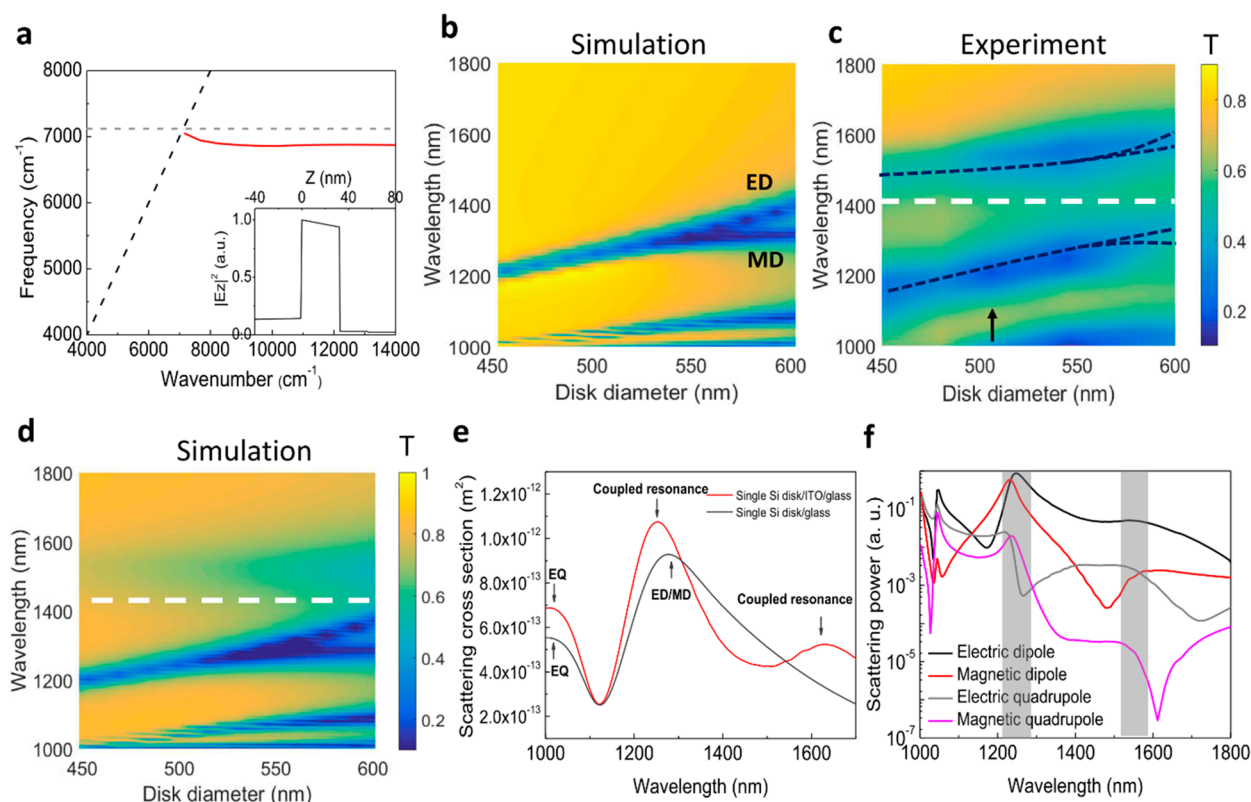 a
8000
7000
6000
5000
4000
Frequency (cm-1)
4000 6000 8000 10000 12000 14000
Wavenumber (cm-1)
Z (nm)
-40 0 40 80
1.0
0.5
0.0
|Ez|2 (a.u.)
b
Simulation
1800
1600
1400
1200
1000
Wavelength (nm)
ED
MD
450 500 550 600
Disk diameter (nm)
c
Experiment
T
1800
1600
1400
1200
1000
Wavelength (nm)
450 500 550 600
Disk diameter (nm)
0.8
0.6
0.4
0.2
d
Simulation
T
1800
1600
1400
1200
1000
Wavelength (nm)
450 500 550 600
Disk diameter (nm)
1
0.8
0.6
0.4
0.2
e
Scattering cross section (m2)
1.2x10-12
1.0x10-12
8.0x10-13
6.0x10-13
4.0x10-13
2.0x10-13
Coupled resonance
Single Si disk/ITO/glass
Single Si disk/glass
EQ
ED/MD
Coupled resonance
EQ
1000 1200 1400 1600
Wavelength (nm)
f
Scattering power (a. u.)
10-1
10-3
10-5
10-7
Electric dipole
Magnetic dipole
Electric quadrupole
Magnetic quadrupole
1000 1200 1400 1600 1800
Wavelength (nm)